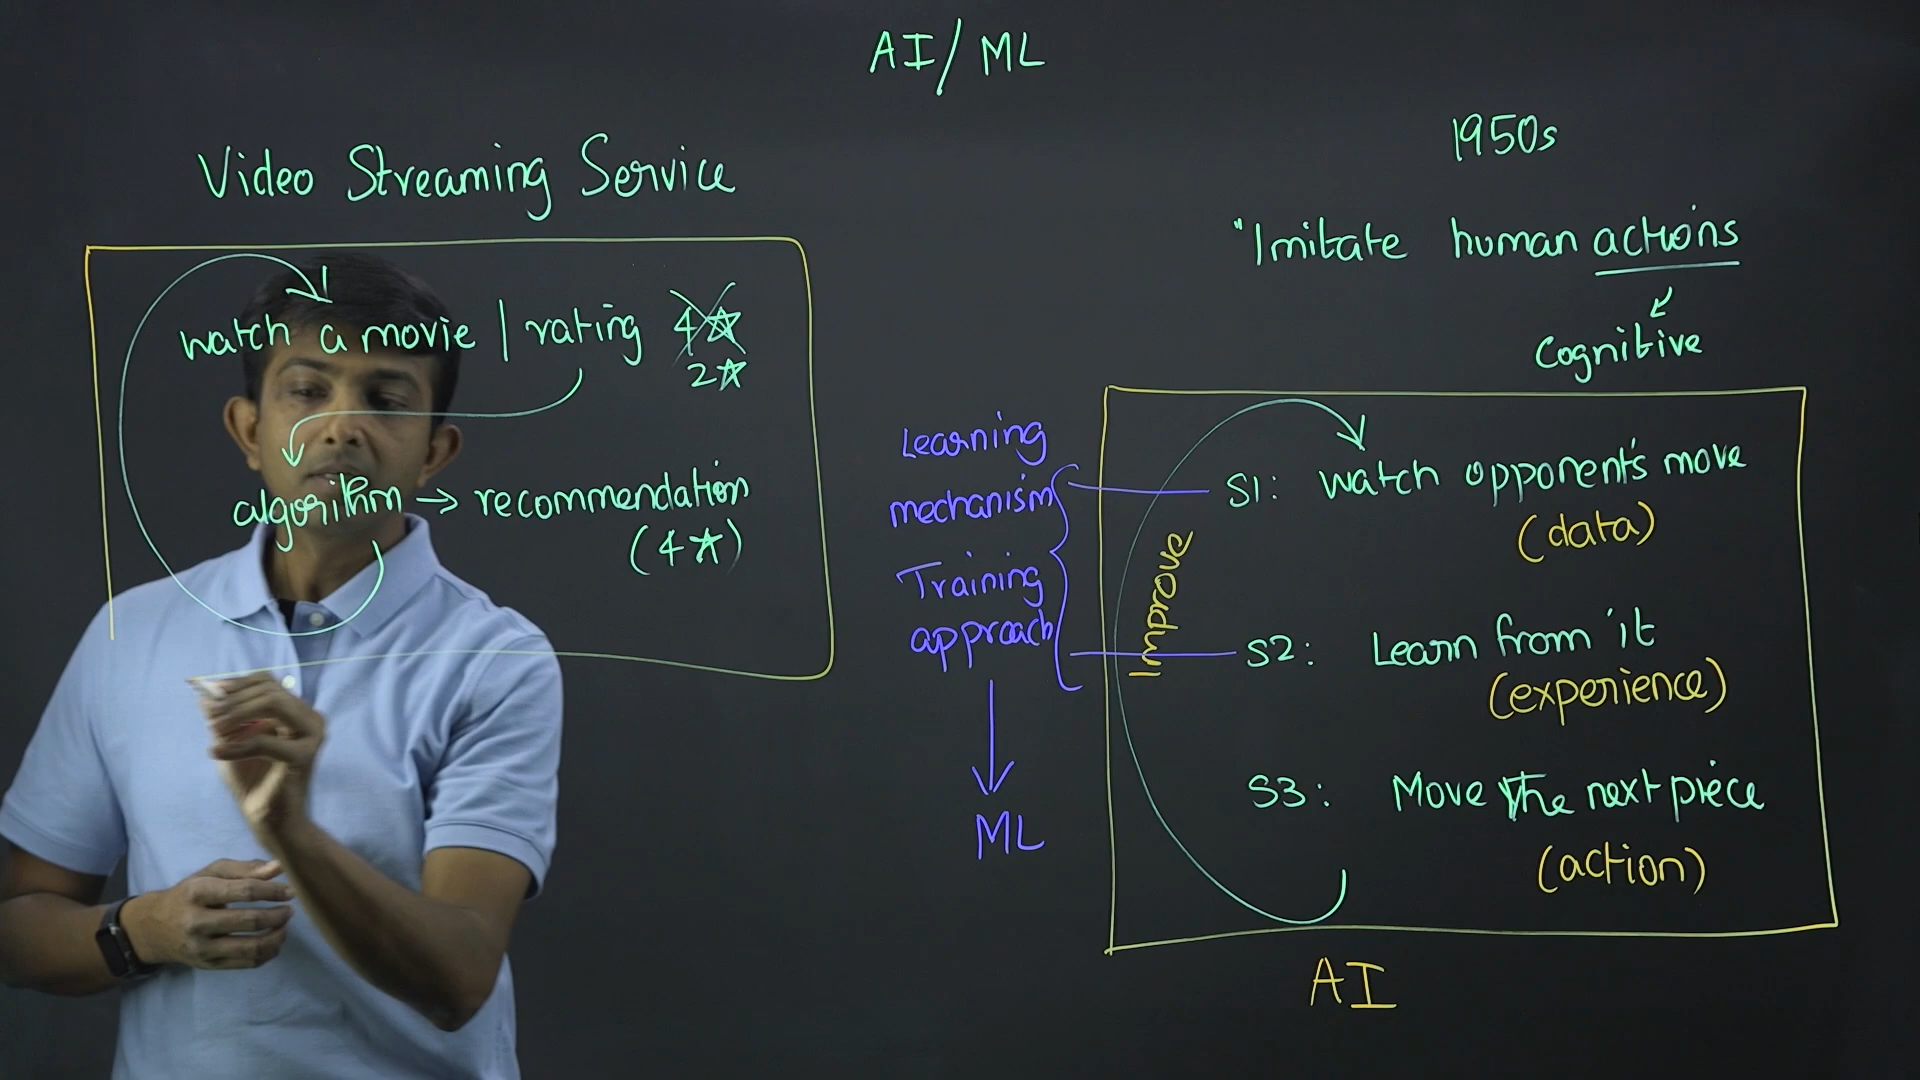 AI/ML
Video Streaming Service
watch a movie | rating 4☆
2☆
algorithm → recommendation
(4☆)
1950s
"Imitate human actions
Cognitive
Learning
mechanism
Training
approach
ML
Improve
S1: watch opponent's move
(data)
S2: Learn from it
(experience)
S3: Move the next piece
(action)
AI